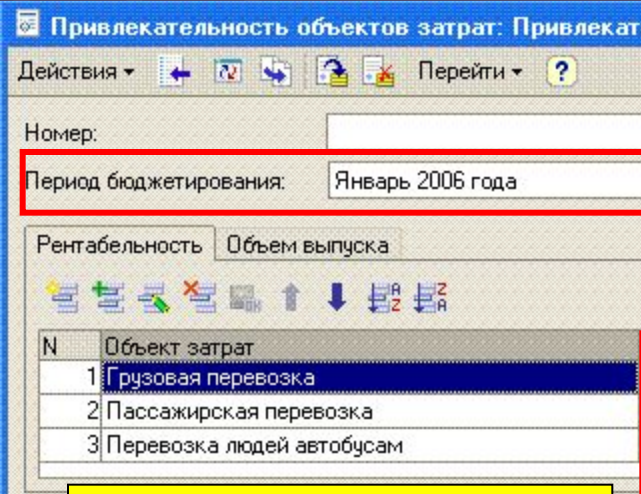 Привлекательность объектов затрат: Привлекат
Действия Перейти ?
Номер:
Период бюджетирования: Январь 2006 года
Рентабельность Объем выпуска
N Объект затрат
1 Грузовая перевозка
2 Пассажирская перевозка
3 Перевозка людей автобусам